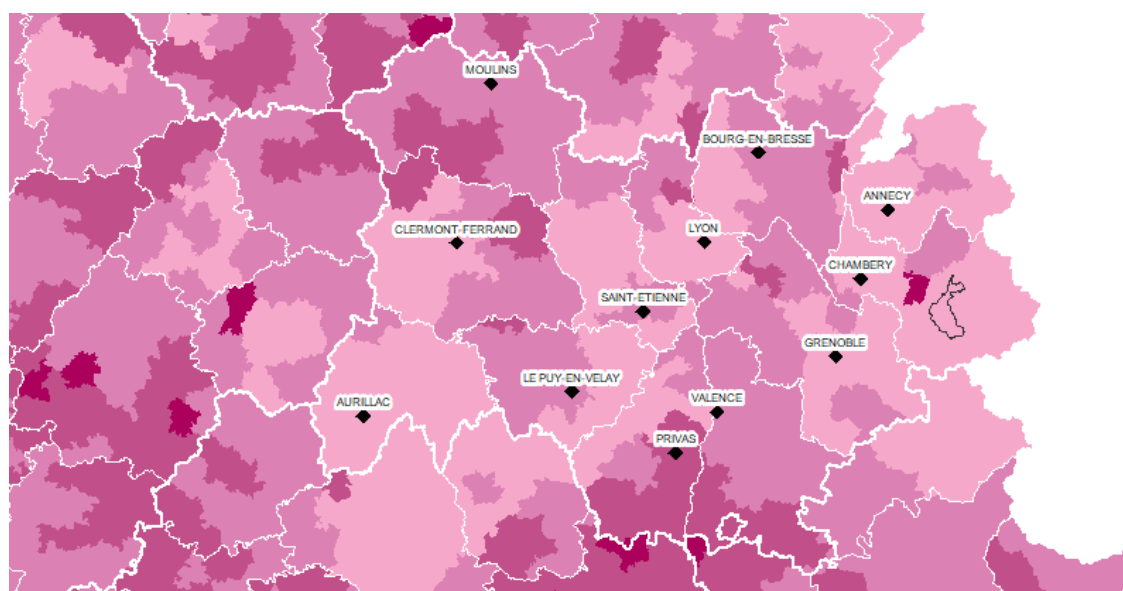 MOULINS
BOURG-EN-BRESSE
ANNECY
CLERMONT-FERRAND
LYON
CHAMBERY
SAINT-ETIENNE
GRENOBLE
LE PUY-EN-VELAY
AURILLAC
VALENCE
PRIVAS